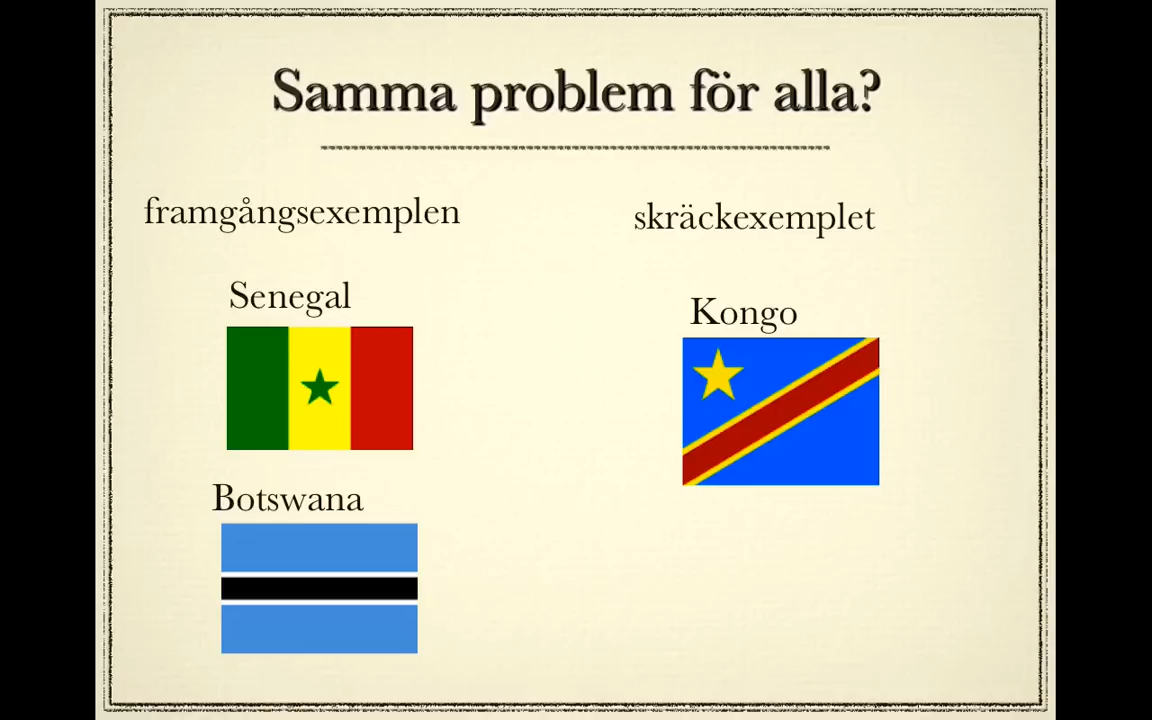 Samma problem för alla?
framgångsexemplen
Senegal
Botswana
skräckexemplet
Kongo